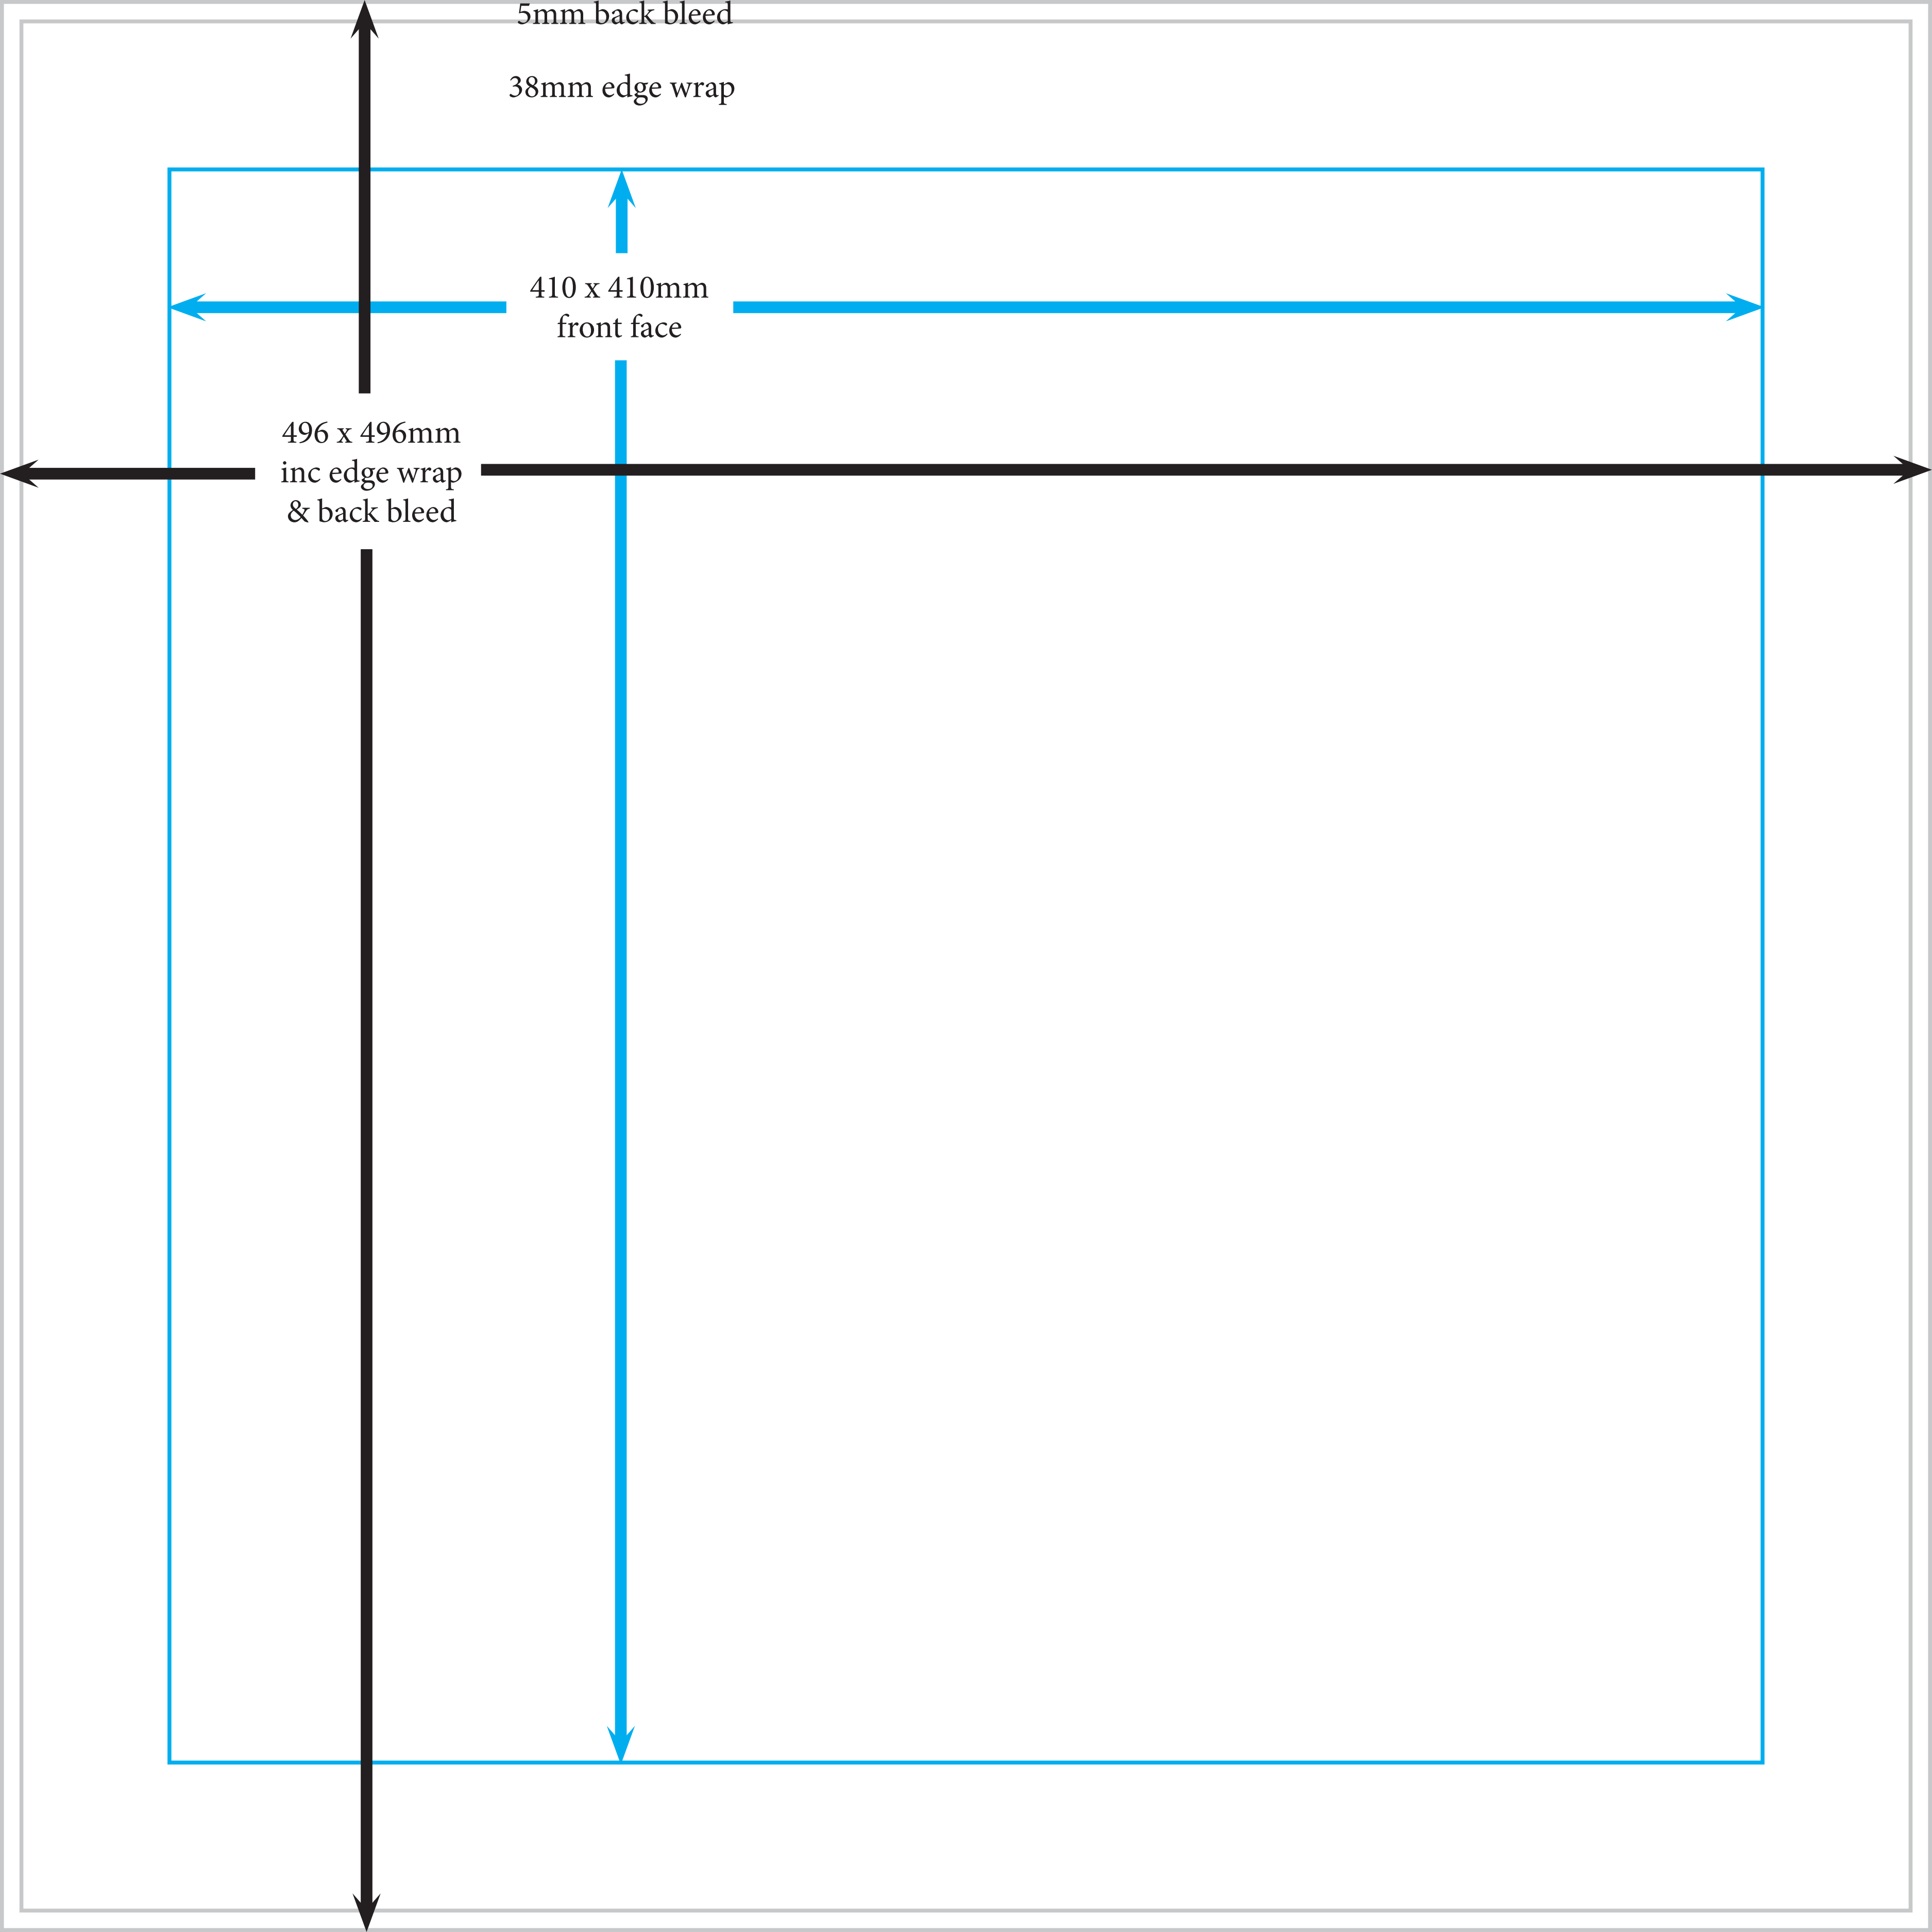 5mm back bleed
38mm edge wrap
410 x 410mm
front face
496 x 496mm
inc edge wrap
& back bleed